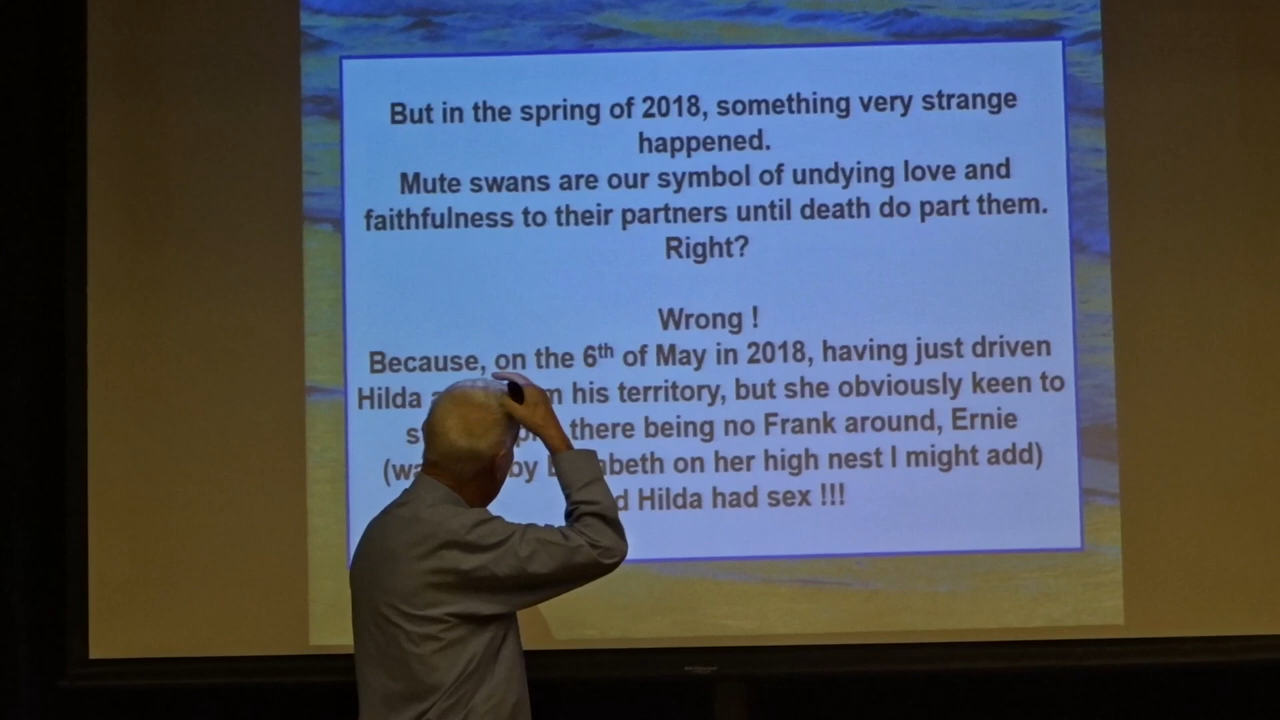 But in the spring of 2018, something very strange
happened.
Mute swans are our symbol of undying love and
faithfulness to their partners until death do part them.
Right?
Wrong !
Because, on the 6th of May in 2018, having just driven
Hilda his territory, but she obviously keen to
there being no Frank around, Ernie
by on her high nest I might add)
Hilda had sex !!!